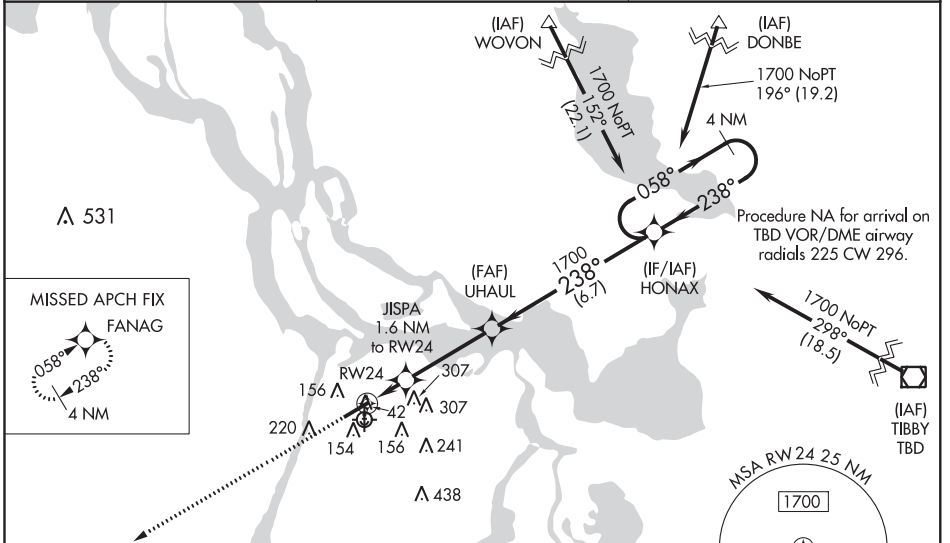 (IAF)
WOVON
(IAF)
DONBE
1700 NoPT
152°
(22.1)
1700 NoPT
196° (19.2)
4 NM
058°
238°
531
Procedure NA for arrival on
TBD VOR/DME airway
radials 225 CW 296.
(IF/IAF)
HONAX
1700
238°
(6.7)
(FAF)
UHAUL
MISSED APCH FIX
FANAG
058°
238°
4 NM
JISPA
1.6 NM
to RW24
1700 NoPT
298°
(18.5)
RW24
307
156
42
307
220
154
156
241
(IAF)
TIBBY
TBD
438
MSA RW24 25 NM
1700